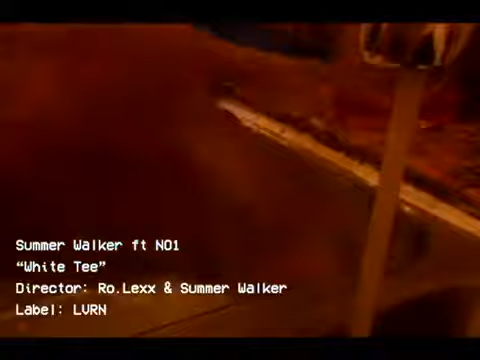 Summer Walker ft NO1
“White Tee”
Director: Ro.Lexx & Summer Walker
Label: LVRN